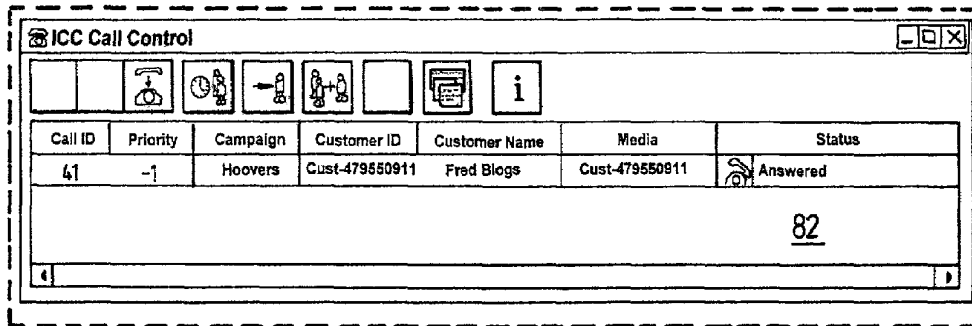 ICC Call Control
i
Call ID Priority Campaign Customer ID Customer Name Media Status
41 -1 Hoovers Cust-479550911 Fred Blogs Cust-479550911 Answered
82